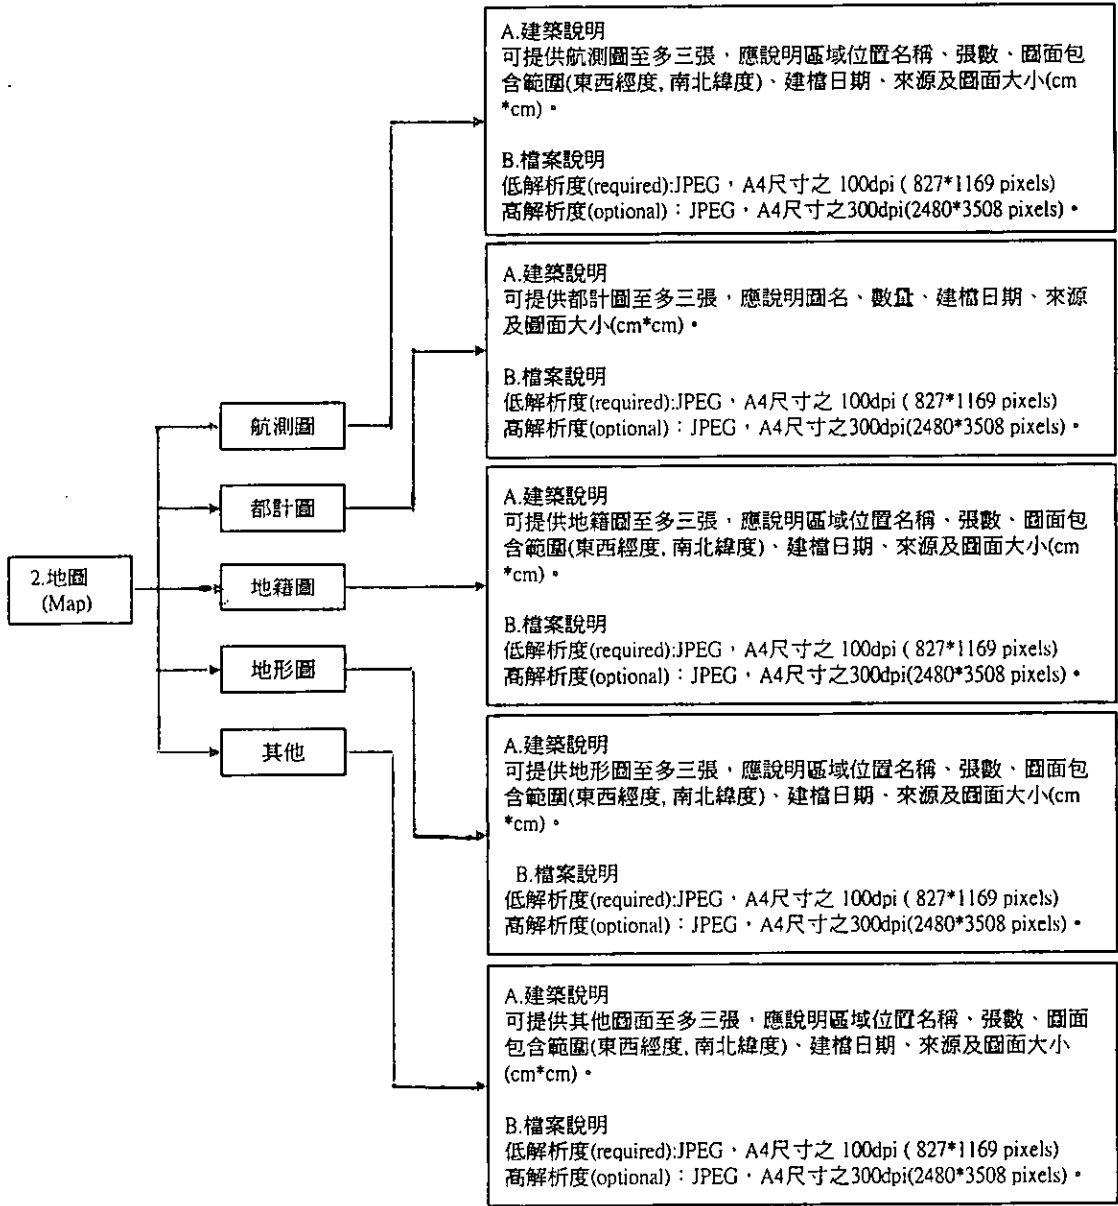 2.地圖
(Map)
航測圖
都計圖
地籍圖
地形圖
其他
A.建築說明
可提供航測圖至多三張，應說明區域位置名稱、張數、圖面包
含範圍(東西經度, 南北緯度)、建檔日期、來源及圖面大小(cm
*cm)。
B.檔案說明
低解析度(required):JPEG，A4尺寸之 100dpi ( 827*1169 pixels)
高解析度(optional)：JPEG，A4尺寸之300dpi(2480*3508 pixels)。
A.建築說明
可提供都計圖至多三張，應說明圖名、數量、建檔日期、來源
及圖面大小(cm*cm)。
B.檔案說明
低解析度(required):JPEG，A4尺寸之 100dpi ( 827*1169 pixels)
高解析度(optional)：JPEG，A4尺寸之300dpi(2480*3508 pixels)。
A.建築說明
可提供地籍圖至多三張，應說明區域位置名稱、張數、圖面包
含範圍(東西經度, 南北緯度)、建檔日期、來源及圖面大小(cm
*cm)。
B.檔案說明
低解析度(required):JPEG，A4尺寸之 100dpi ( 827*1169 pixels)
高解析度(optional)：JPEG，A4尺寸之300dpi(2480*3508 pixels)。
A.建築說明
可提供地形圖至多三張，應說明區域位置名稱、張數、圖面包
含範圍(東西經度, 南北緯度)、建檔日期、來源及圖面大小(cm
*cm)。
B.檔案說明
低解析度(required):JPEG，A4尺寸之 100dpi ( 827*1169 pixels)
高解析度(optional)：JPEG，A4尺寸之300dpi(2480*3508 pixels)。
A.建築說明
可提供其他圖面至多三張，應說明區域位置名稱、張數、圖面
包含範圍(東西經度, 南北緯度)、建檔日期、來源及圖面大小
(cm*cm)。
B.檔案說明
低解析度(required):JPEG，A4尺寸之 100dpi ( 827*1169 pixels)
高解析度(optional)：JPEG，A4尺寸之300dpi(2480*3508 pixels)。